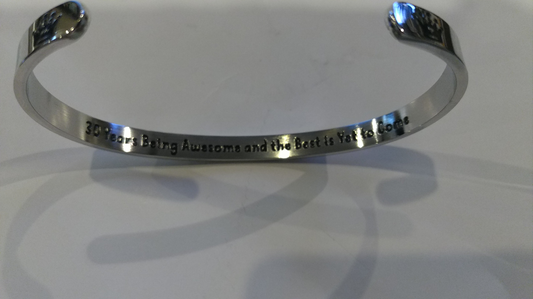 30 Years Being Awesome and the Best is Yet to Come